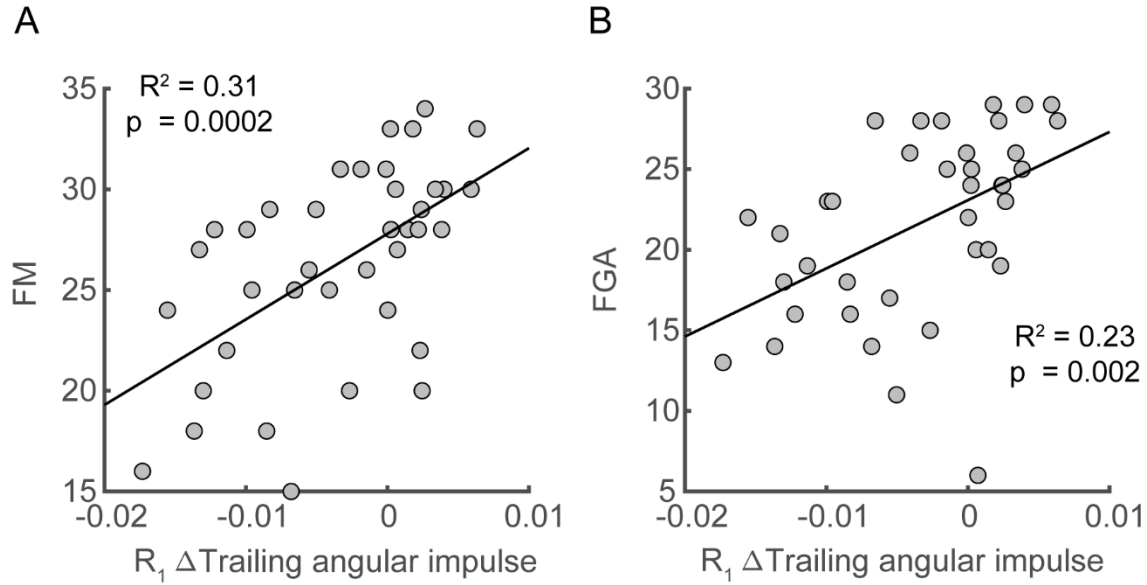 A
R² = 0.31
p = 0.0002
35
30
25
20
15
FM
-0.02 -0.01 0 0.01
R₁ ΔTrailing angular impulse
B
30
25
20
15
10
5
FGA
R² = 0.23
p = 0.002
-0.02 -0.01 0 0.01
R₁ ΔTrailing angular impulse